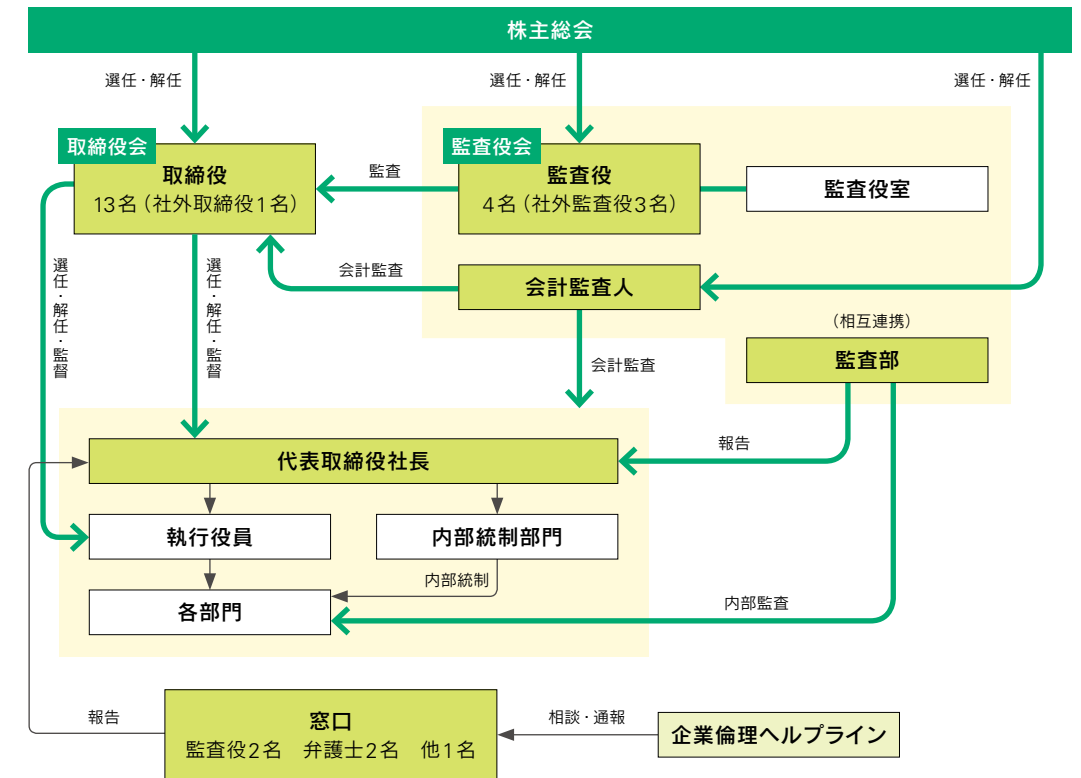 株主総会
選任・解任
選任・解任
選任・解任
取締役会
取締役
13名（社外取締役1名）
監査
監査役会
監査役
4名（社外監査役3名）
監査役室
会計監査
会計監査人
（相互連携）
監査部
選任・解任・監督
選任・解任・監督
会計監査
報告
代表取締役社長
執行役員
内部統制部門
内部統制
各部門
内部監査
報告
窓口
監査役2名　弁護士2名　他1名
相談・通報
企業倫理ヘルプライン